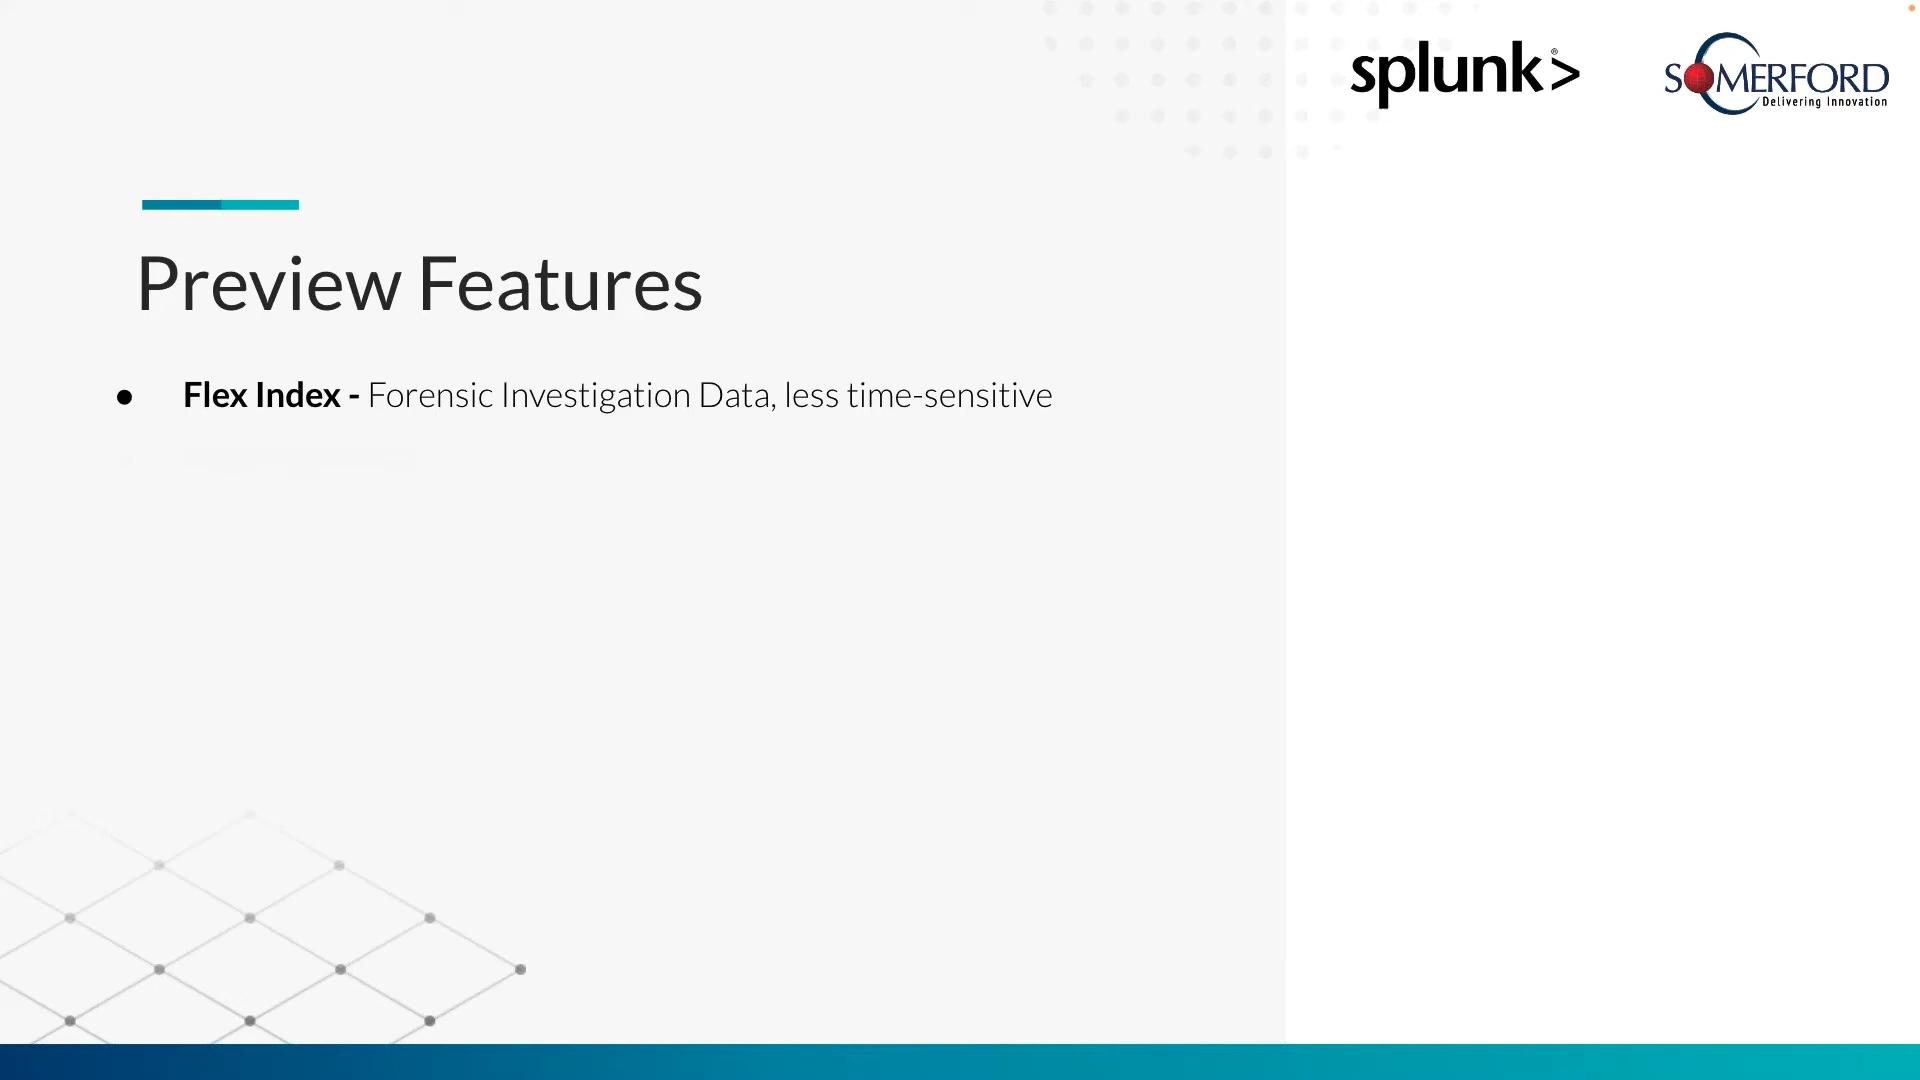 splunk>®
SOMERFORD
Delivering Innovation
Preview Features
● Flex Index - Forensic Investigation Data, less time-sensitive